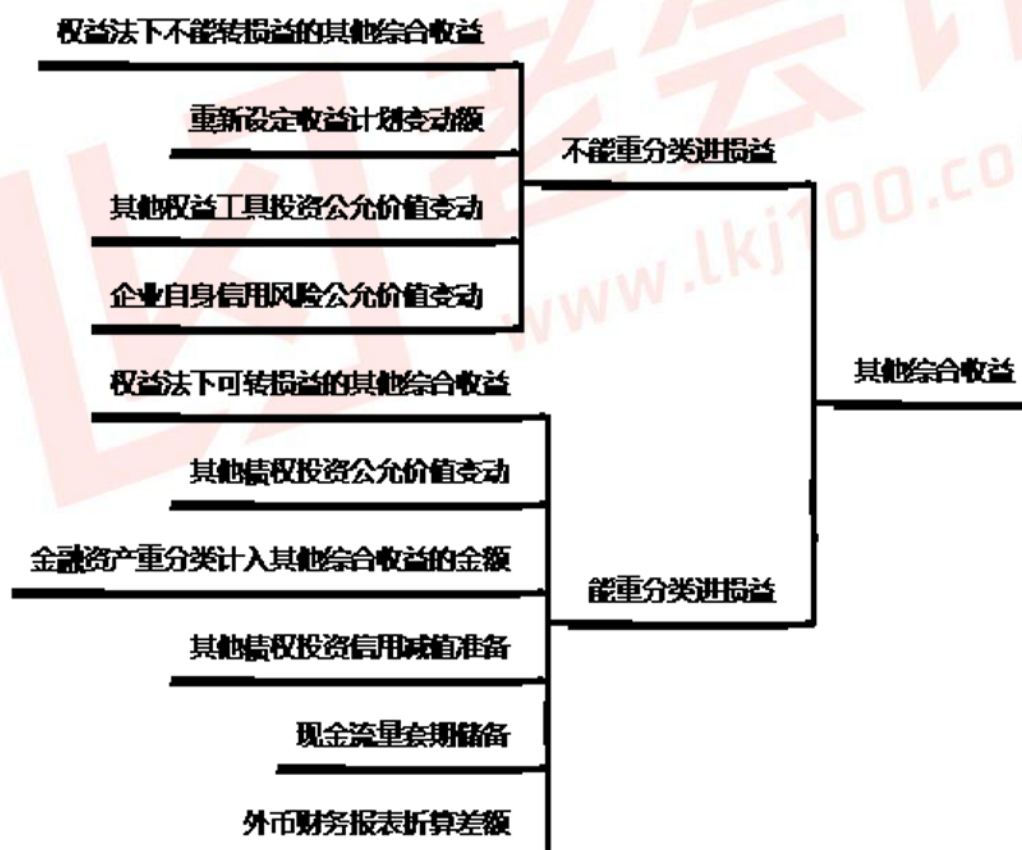 权益法下不能转损益的其他综合收益
重新设定收益计划变动额
不能重分类进损益
其他权益工具投资公允价值变动
企业自身信用风险公允价值变动
其他综合收益
权益法下可转损益的其他综合收益
其他债权投资公允价值变动
金融资产重分类计入其他综合收益的金额
能重分类进损益
其他债权投资信用减值准备
现金流量套期储备
外币财务报表折算差额
老会计
www.lkj100.co